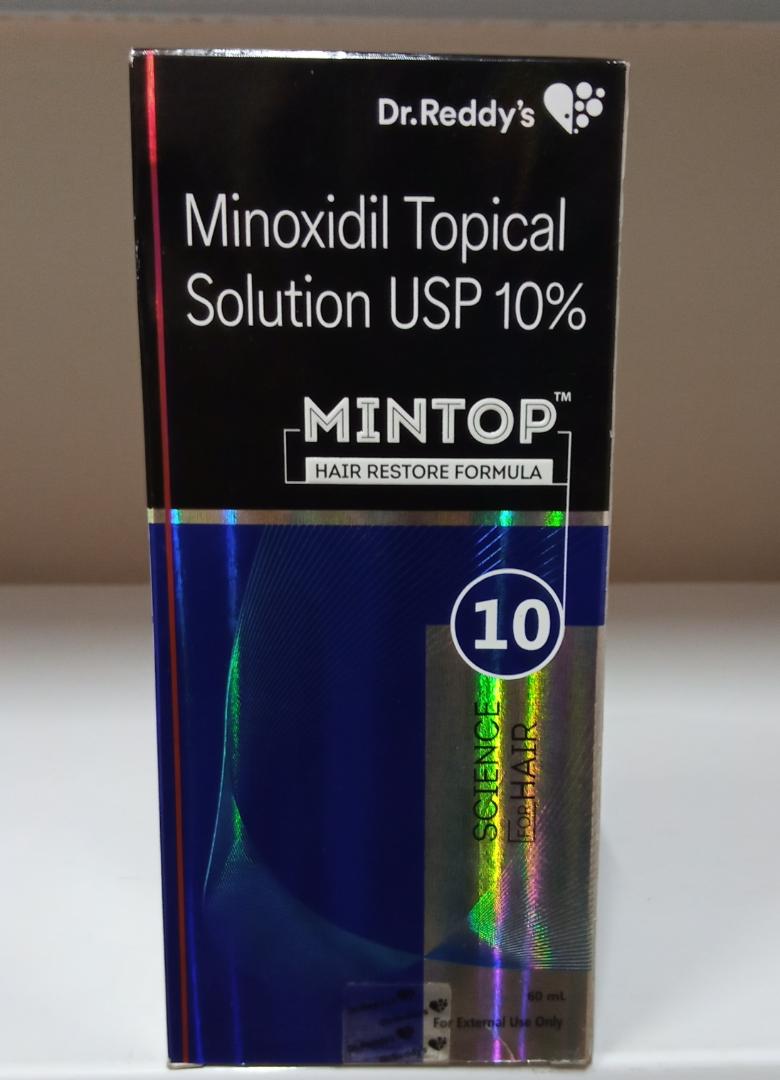 Dr.Reddy's
Minoxidil Topical
Solution USP 10%
MINTOP™
HAIR RESTORE FORMULA
10
SCIENCE
FOR HAIR
60 mL
For External Use Only